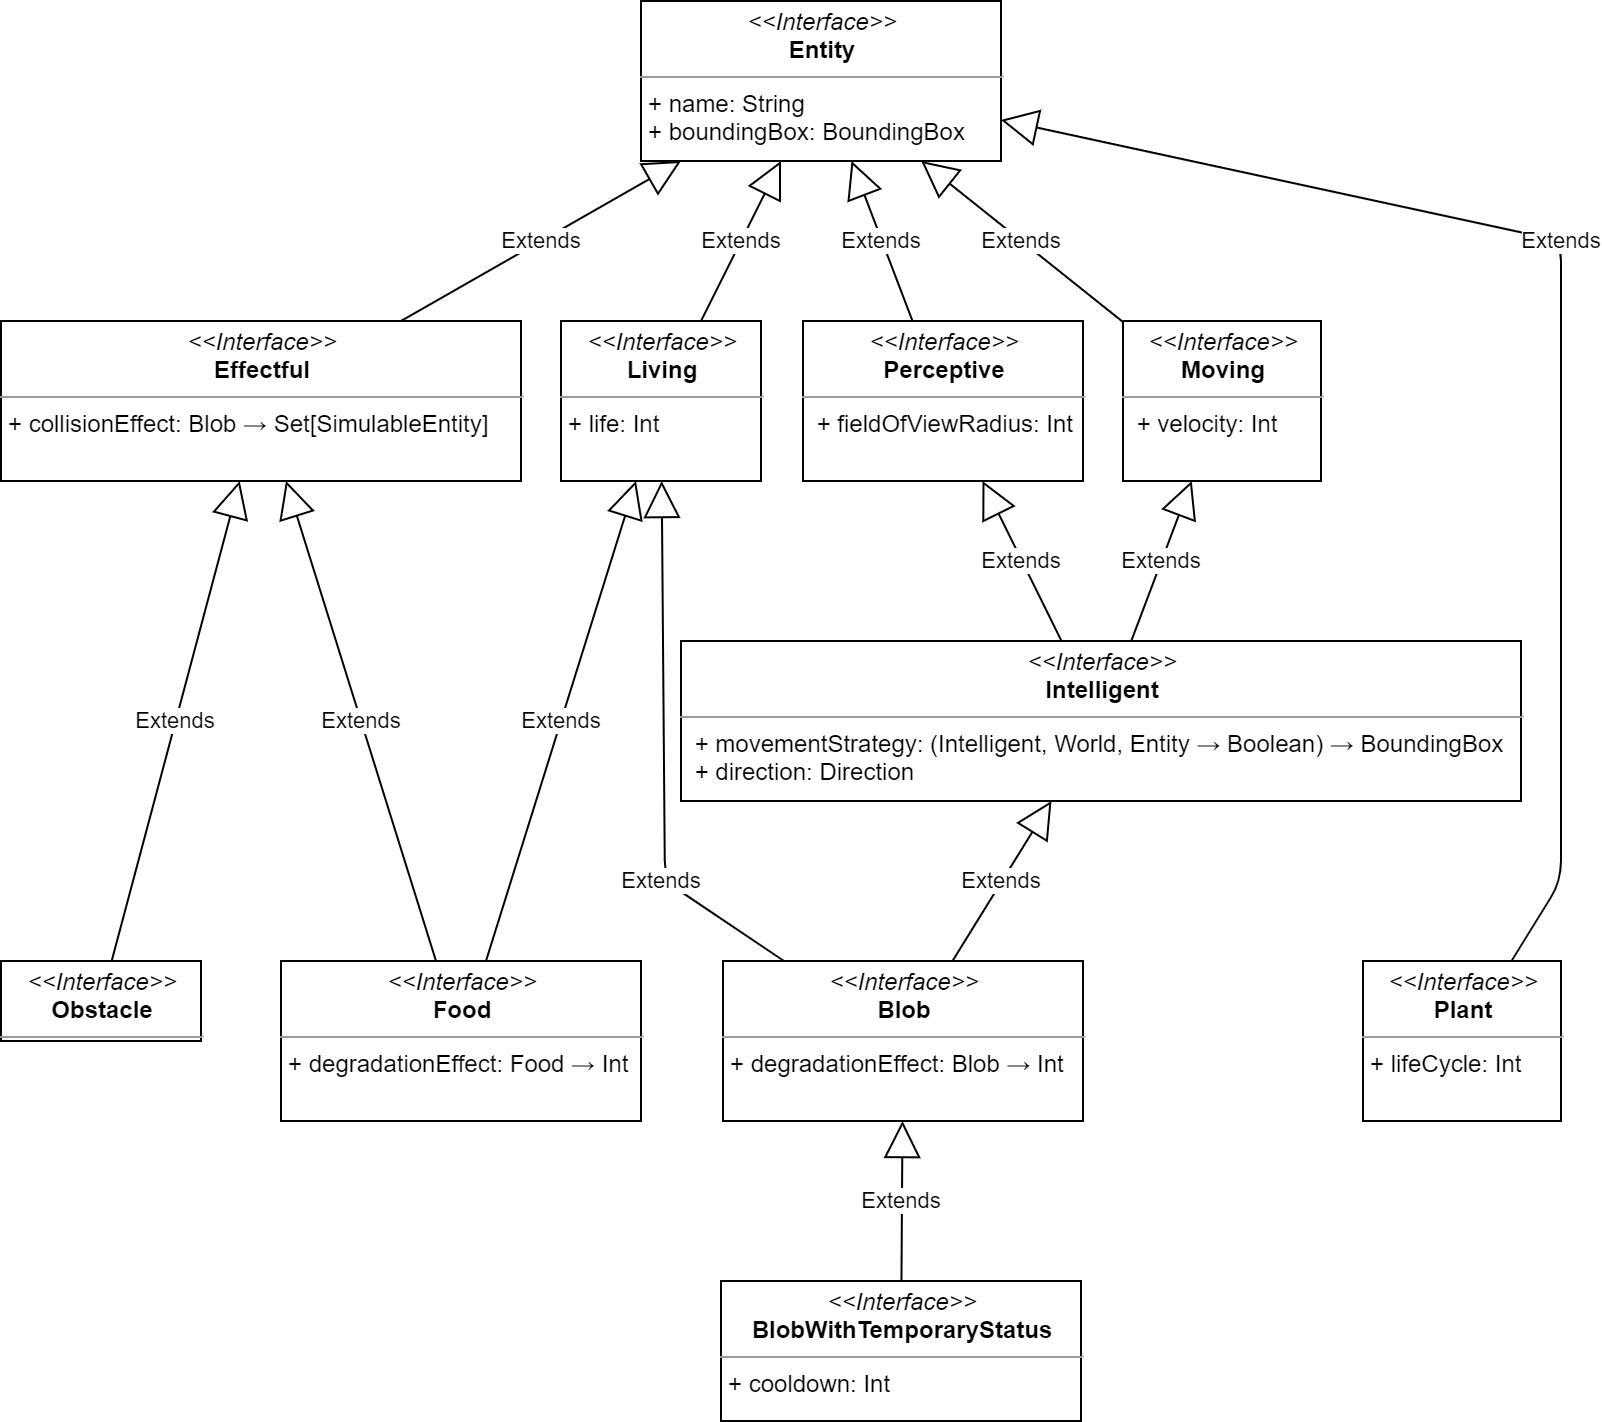 <<Interface>>
Entity
+ name: String
+ boundingBox: BoundingBox
Extends
Extends
Extends
Extends
Extends
<<Interface>>
Effectful
+ collisionEffect: Blob → Set[SimulableEntity]
<<Interface>>
Living
+ life: Int
<<Interface>>
Perceptive
+ fieldOfViewRadius: Int
<<Interface>>
Moving
+ velocity: Int
Extends
Extends
<<Interface>>
Intelligent
+ movementStrategy: (Intelligent, World, Entity → Boolean) → BoundingBox
+ direction: Direction
Extends
Extends
Extends
Extends
Extends
<<Interface>>
Obstacle
<<Interface>>
Food
+ degradationEffect: Food → Int
<<Interface>>
Blob
+ degradationEffect: Blob → Int
<<Interface>>
Plant
+ lifeCycle: Int
Extends
<<Interface>>
BlobWithTemporaryStatus
+ cooldown: Int